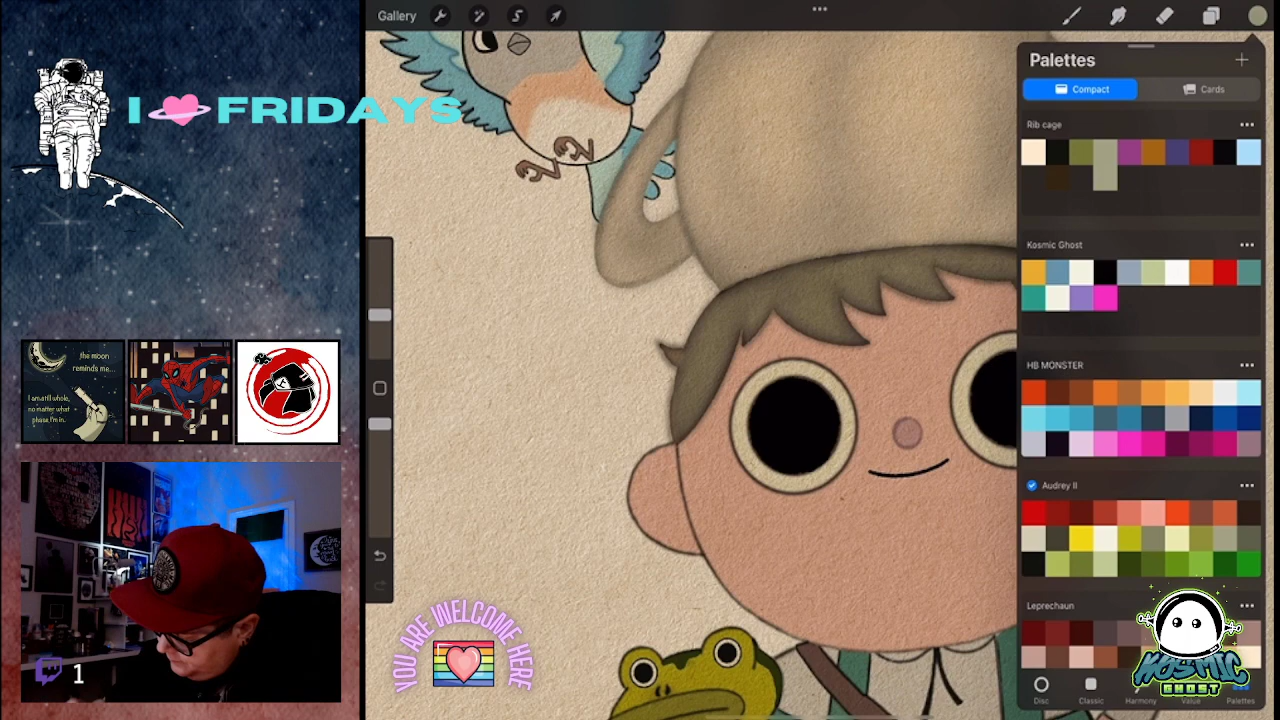 I FRIDAYS
the moon
reminds me...
I am still whole,
no matter what
phase I'm in.
1
Gallery
YOU ARE WELCOME HERE
Palettes
Compact
Cards
Rib cage
Kosmic Ghost
HB MONSTER
Audrey II
Leprechaun
Disc
Classic
Harmony
Value
Palettes
KOSMIC
GHOST